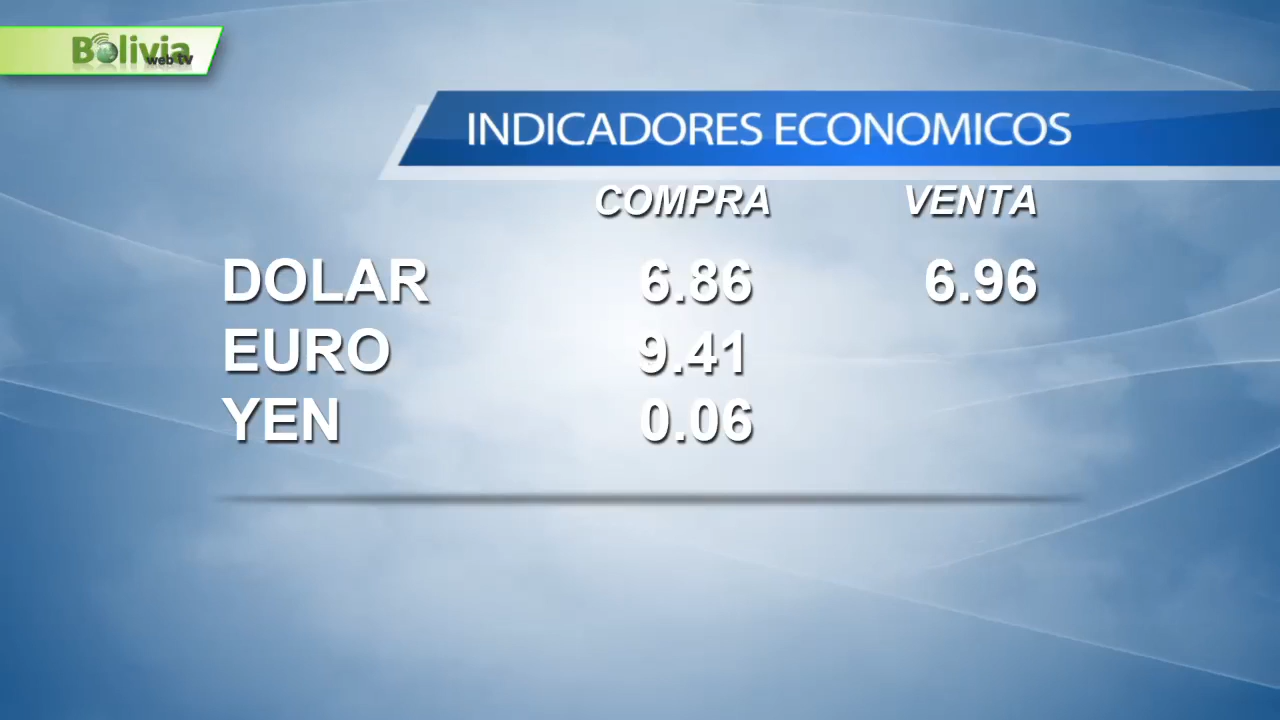 Bolivia
web tv
INDICADORES ECONOMICOS
COMPRA VENTA
DOLAR 6.86 6.96
EURO 9.41
YEN 0.06